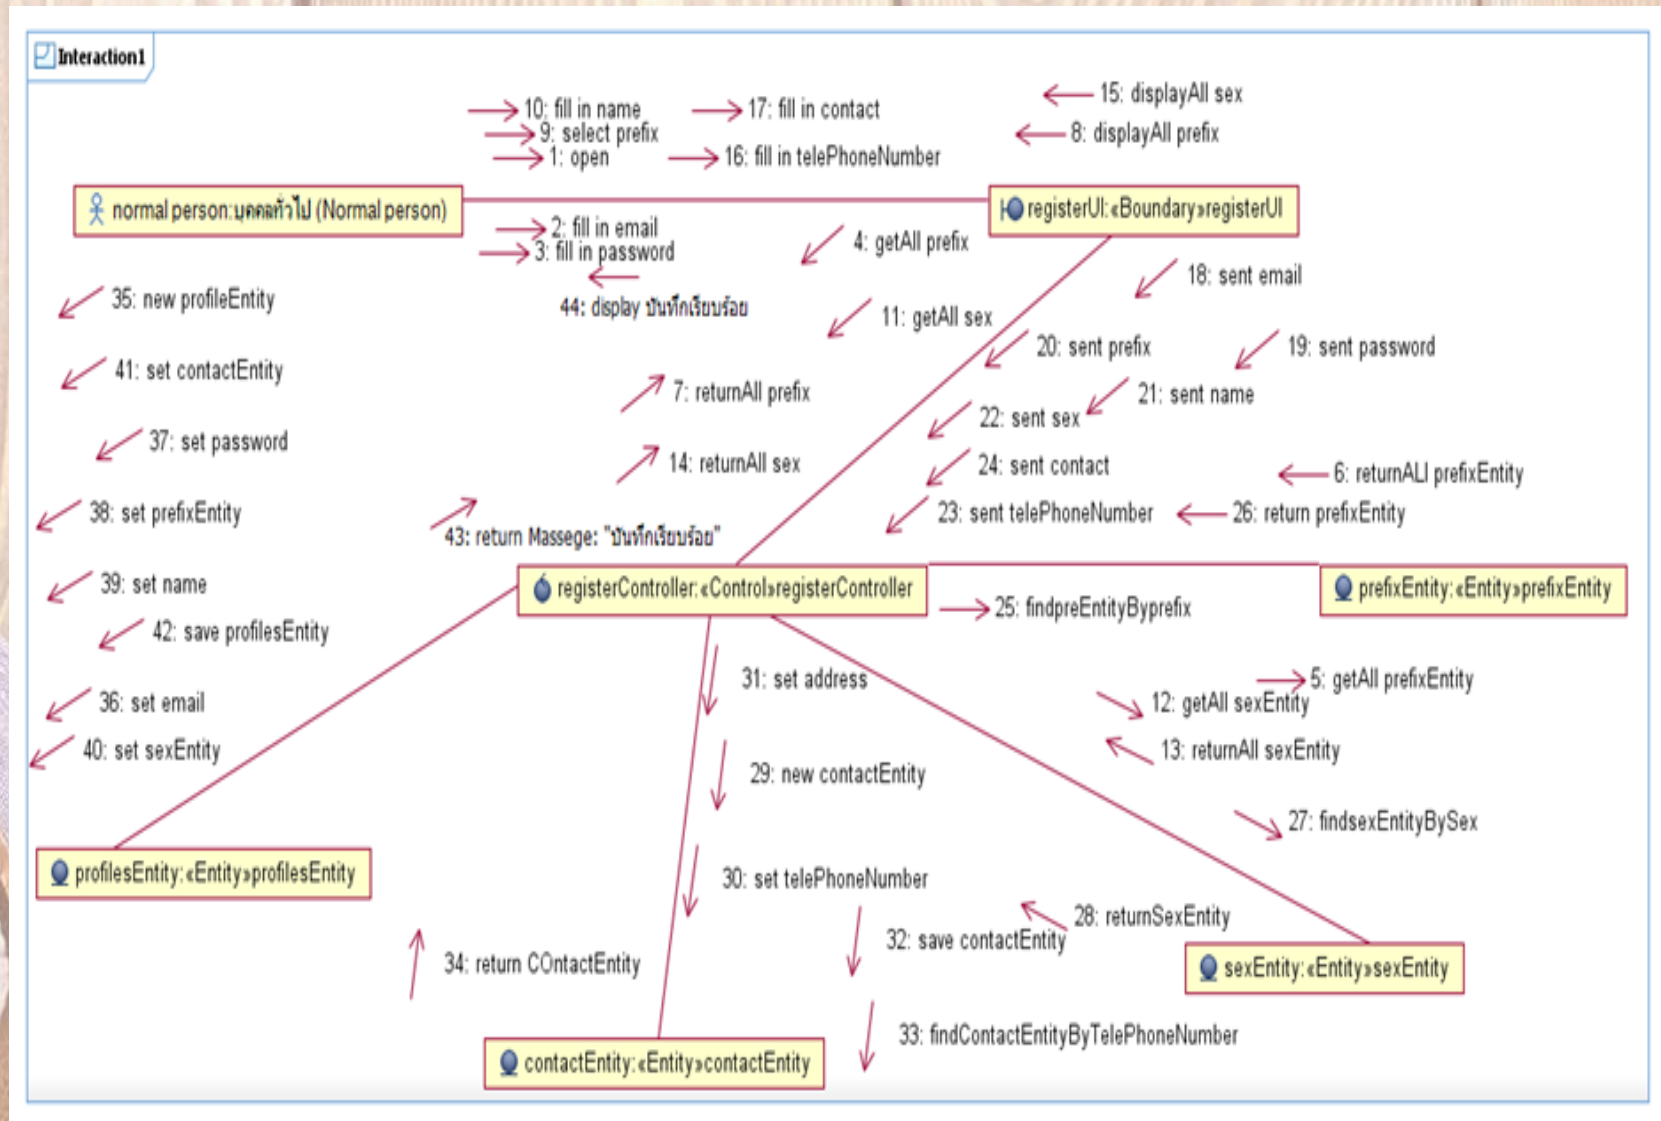 Interaction1
15: displayAll sex
10: fill in name
17: fill in contact
9: select prefix
8: displayAll prefix
1: open
16: fill in telePhoneNumber
normal person:บุคคลทั่วไป (Normal person)
registerUI:«Boundary»registerUI
2: fill in email
3: fill in password
4: getAll prefix
18: sent email
35: new profileEntity
44: display บันทึกเรียบร้อย
11: getAll sex
20: sent prefix
19: sent password
41: set contactEntity
7: returnAll prefix
21: sent name
22: sent sex
37: set password
14: returnAll sex
24: sent contact
6: returnALl prefixEntity
38: set prefixEntity
23: sent telePhoneNumber
26: return prefixEntity
43: return Massege: "บันทึกเรียบร้อย"
39: set name
registerController:«Control»registerController
prefixEntity:«Entity»prefixEntity
25: findpreEntityByprefix
42: save profilesEntity
31: set address
5: getAll prefixEntity
36: set email
12: getAll sexEntity
40: set sexEntity
13: returnAll sexEntity
29: new contactEntity
27: findsexEntityBySex
profilesEntity:«Entity»profilesEntity
30: set telePhoneNumber
28: returnSexEntity
32: save contactEntity
34: return COntactEntity
sexEntity:«Entity»sexEntity
33: findContactEntityByTelePhoneNumber
contactEntity:«Entity»contactEntity